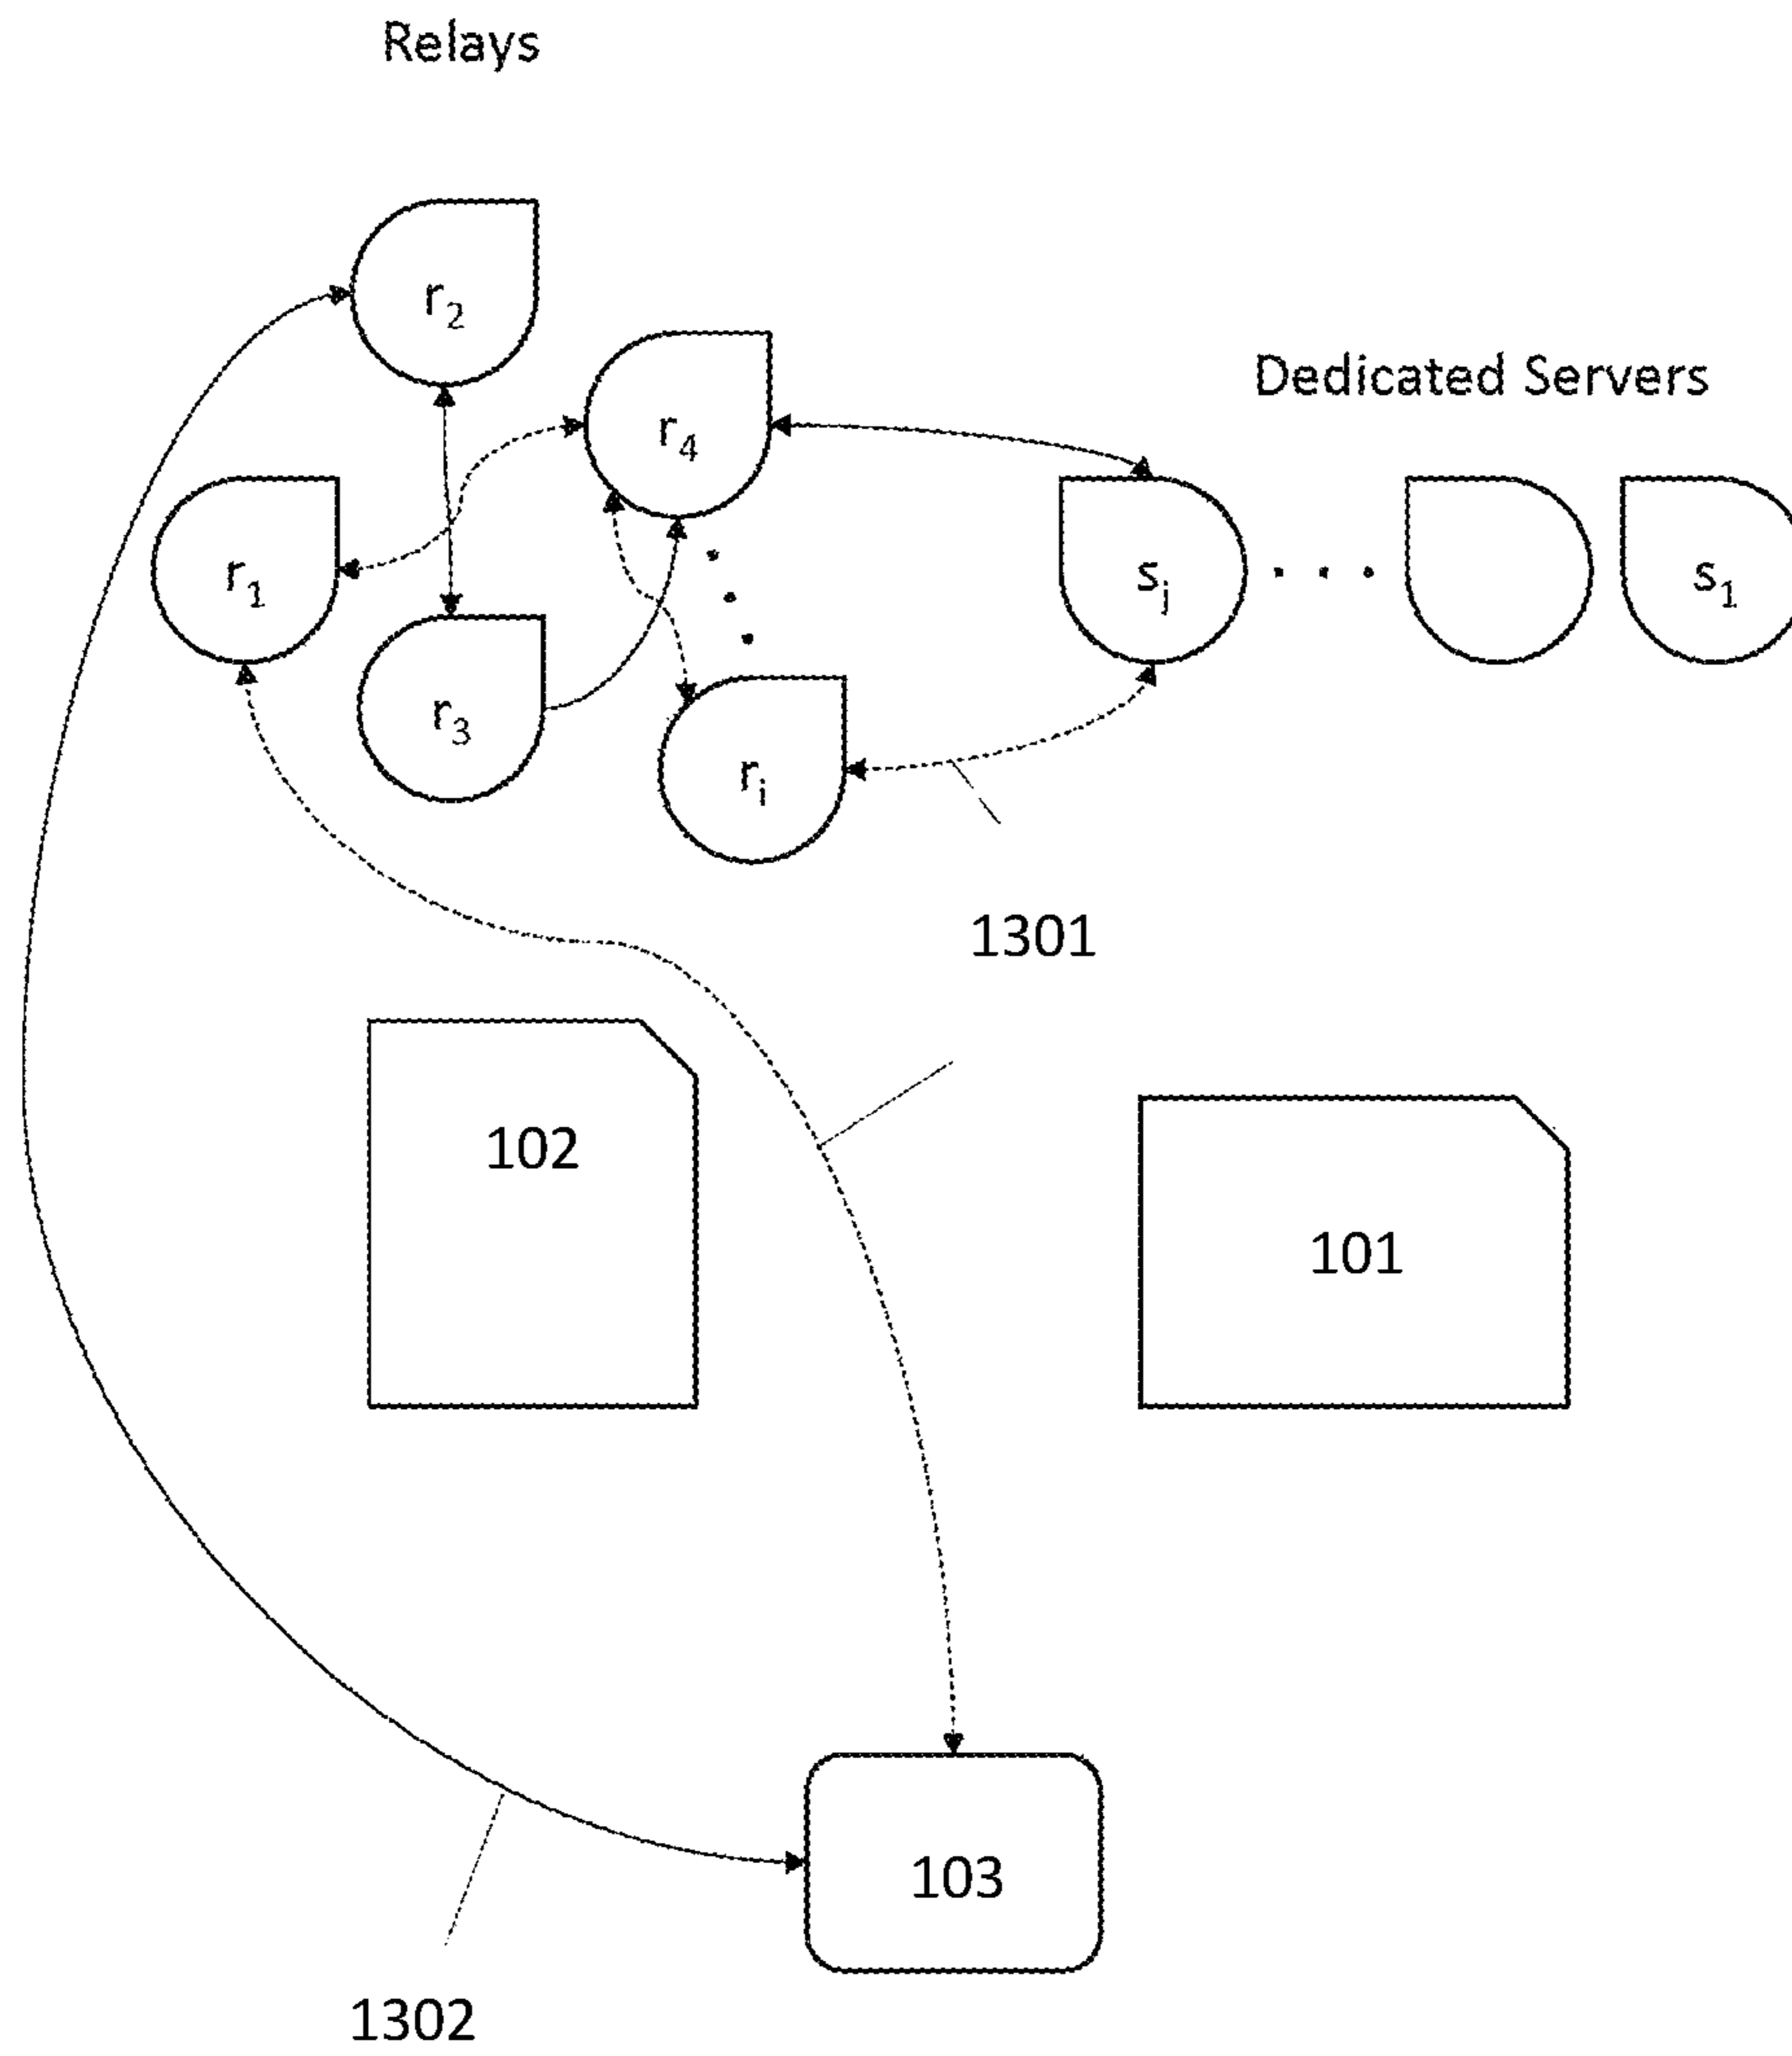 Relays
r2
r4
Dedicated Servers
r1
sj
s1
r3
ri
1301
102
101
103
1302